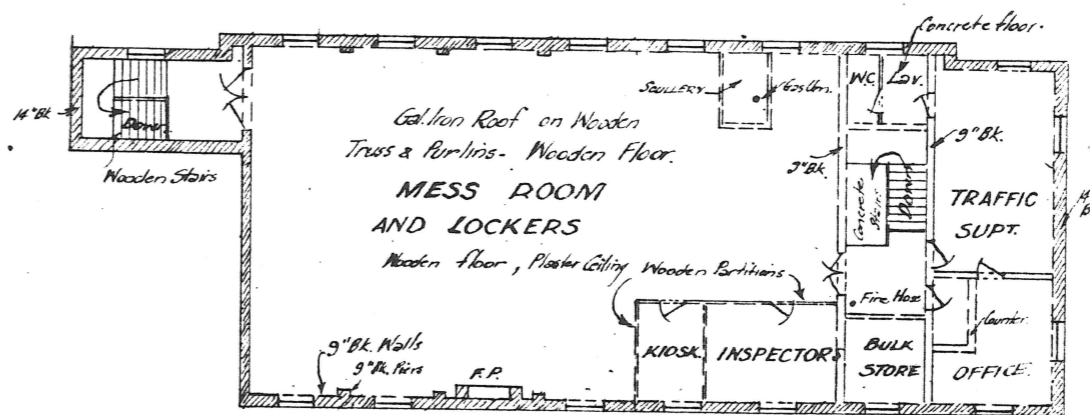 Concrete floor.
W.C.
Lav.
SCULLERY
Gas Urn.
14" Bk
Down
Wooden Stairs
Gal. Iron Roof on Wooden
Truss & Purlins - Wooden Floor.
MESS ROOM
AND LOCKERS
Wooden floor, Plaster Ceiling
Wooden Partitions
9" Bk.
9" Bk.
Concrete
Stairs
Down
TRAFFIC
SUPT.
Fire Hose
Counter
KIOSK
INSPECTORS
BULK
STORE
OFFICE.
9" Bk. Walls
9" Bk. Piers
F.P.